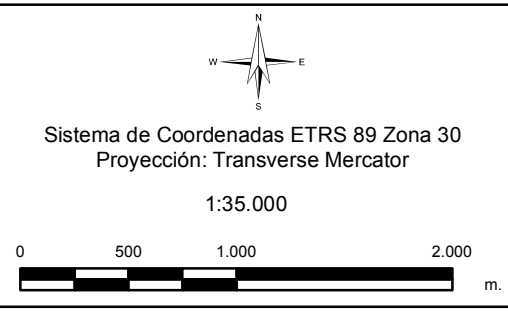 N
W E
S
Sistema de Coordenadas ETRS 89 Zona 30
Proyección: Transverse Mercator
1:35.000
0 500 1.000 2.000
m.